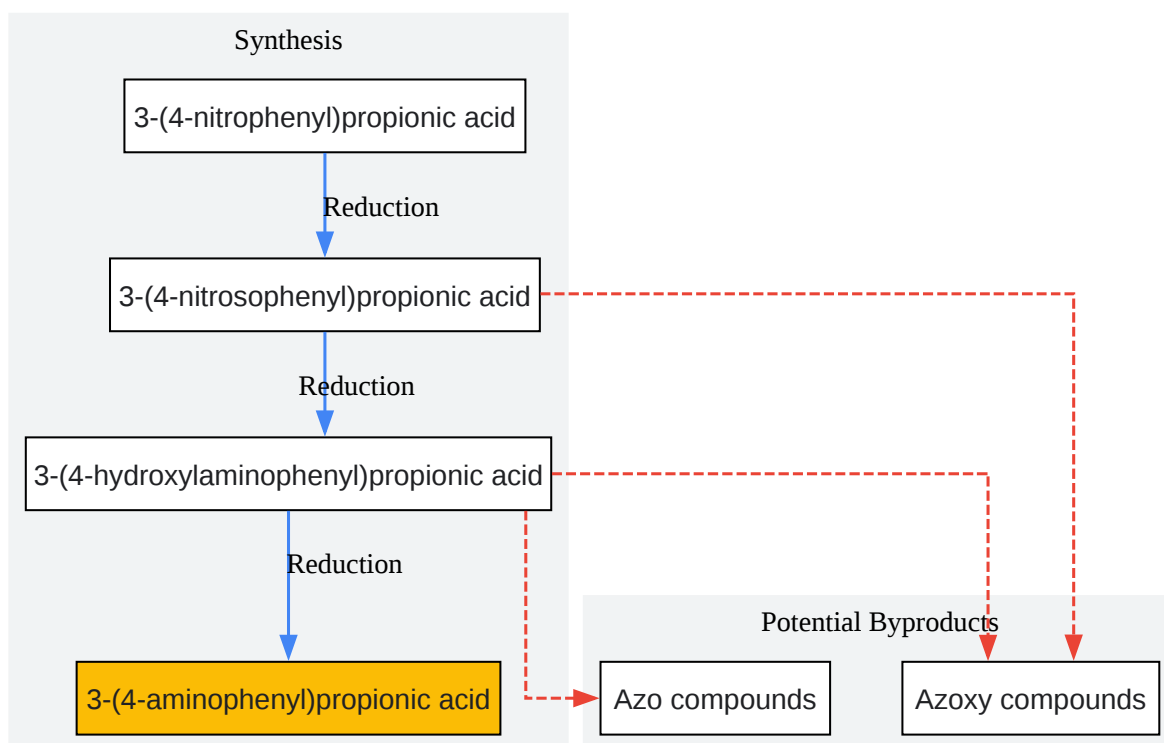 Synthesis
3-(4-nitrophenyl)propionic acid
Reduction
3-(4-nitrosophenyl)propionic acid
Reduction
3-(4-hydroxylaminophenyl)propionic acid
Reduction
3-(4-aminophenyl)propionic acid
Potential Byproducts
Azo compounds
Azoxy compounds